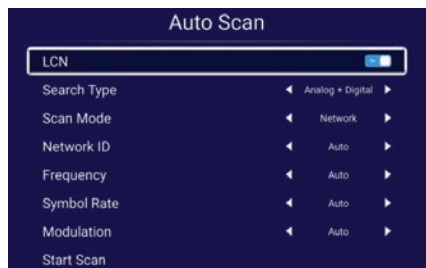 Auto Scan
LCN
Search Type Analog + Digital
Scan Mode Network
Network ID Auto
Frequency Auto
Symbol Rate Auto
Modulation Auto
Start Scan